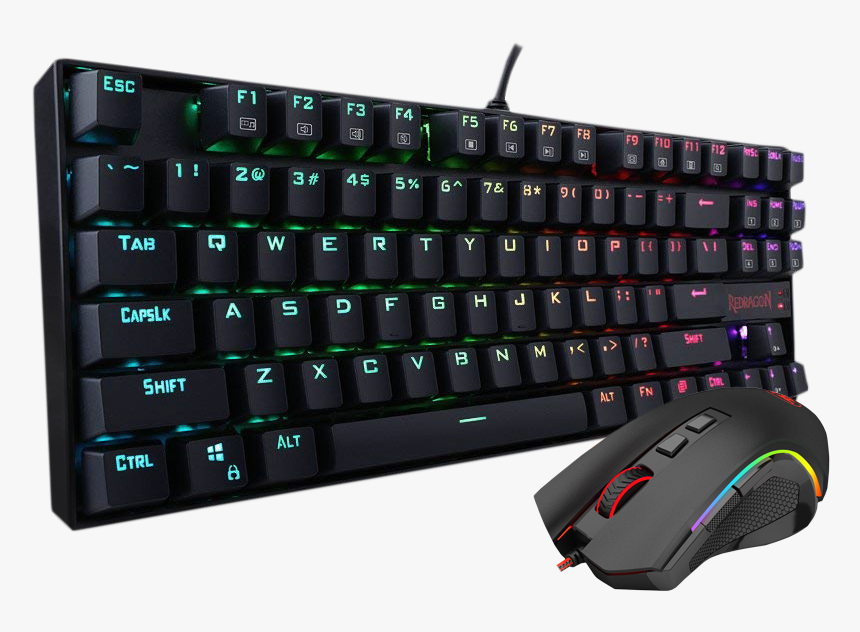 ESC F1 F2 F3 F4 F5 F6 F7 F8 F9 F10 F11 F12
` ~ 1 ! 2 @ 3 # 4 $ 5 % 6 ^ 7 & 8 * 9 ( 0 ) - = + ← INS
TAB Q W E R T Y U I O P [ { ] } \ | DEL END
CAPSLK A S D F G H J K L ; : ' " REDRAGON
SHIFT Z X C V B N M , < . > / ? SHIFT
CTRL ALT ALT FN CTRL